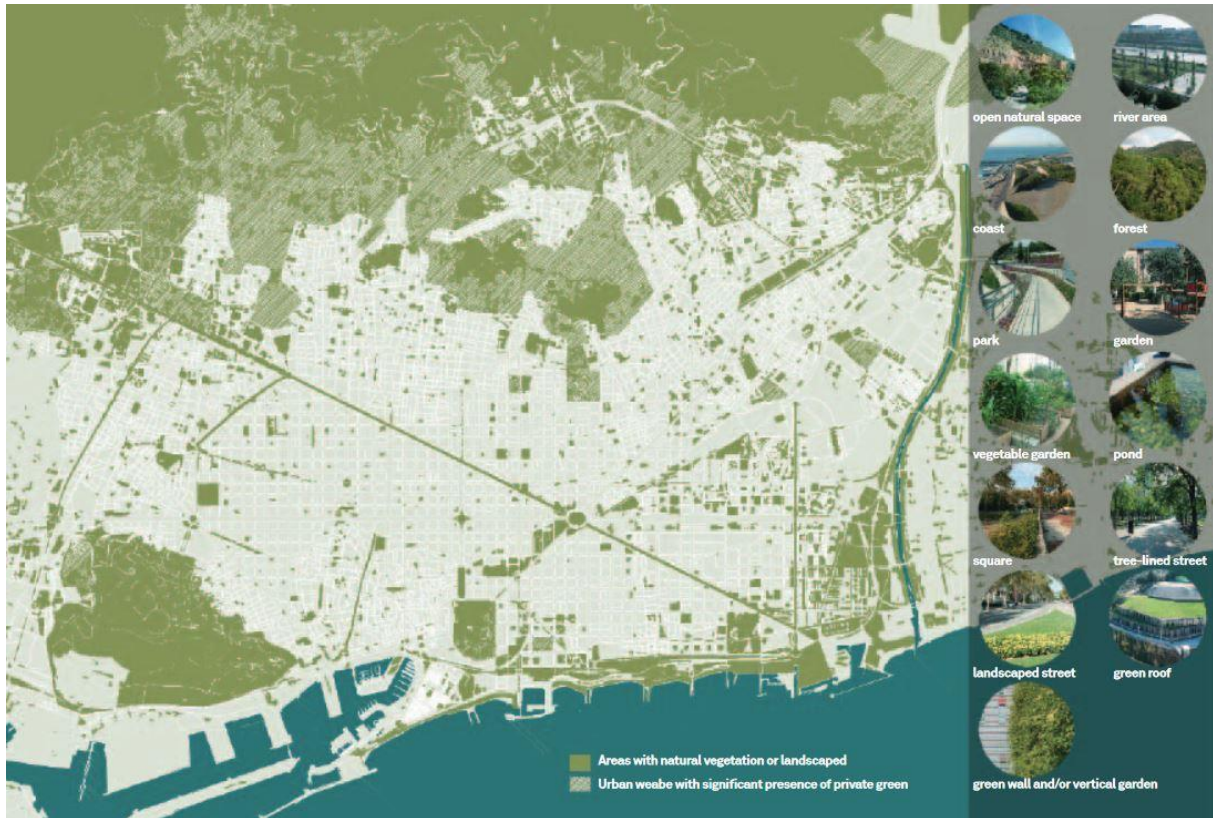 open natural space
river area
coast
forest
park
garden
vegetable garden
pond
square
tree-lined street
landscaped street
green roof
green wall and/or vertical garden
Areas with natural vegetation or landscaped
Urban weabe with significant presence of private green